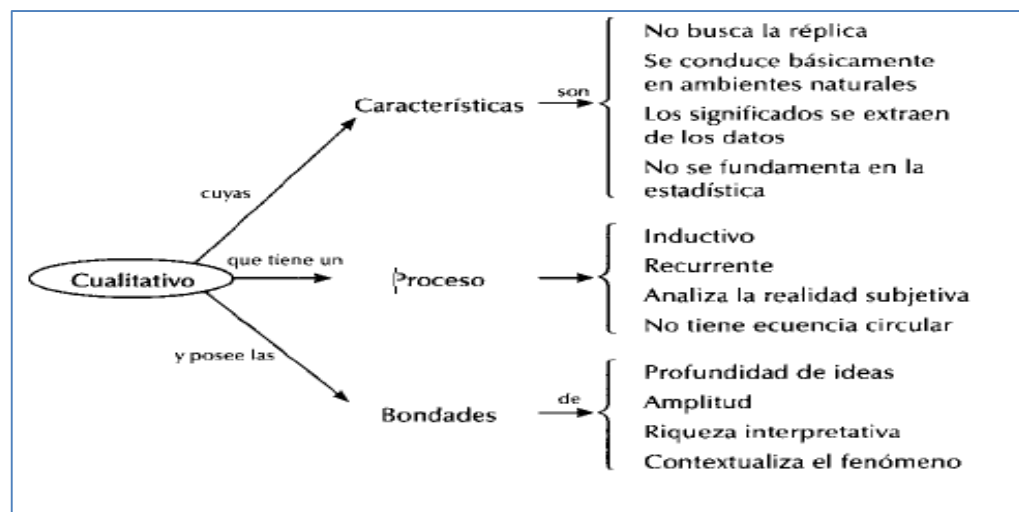 No busca la réplica
Se conduce básicamente
en ambientes naturales
Los significados se extraen
de los datos
No se fundamenta en la
estadística
Características
son
cuyas
Cualitativo
que tiene un
Proceso
Inductivo
Recurrente
Analiza la realidad subjetiva
No tiene ecuencia circular
y posee las
Bondades
de
Profundidad de ideas
Amplitud
Riqueza interpretativa
Contextualiza el fenómeno